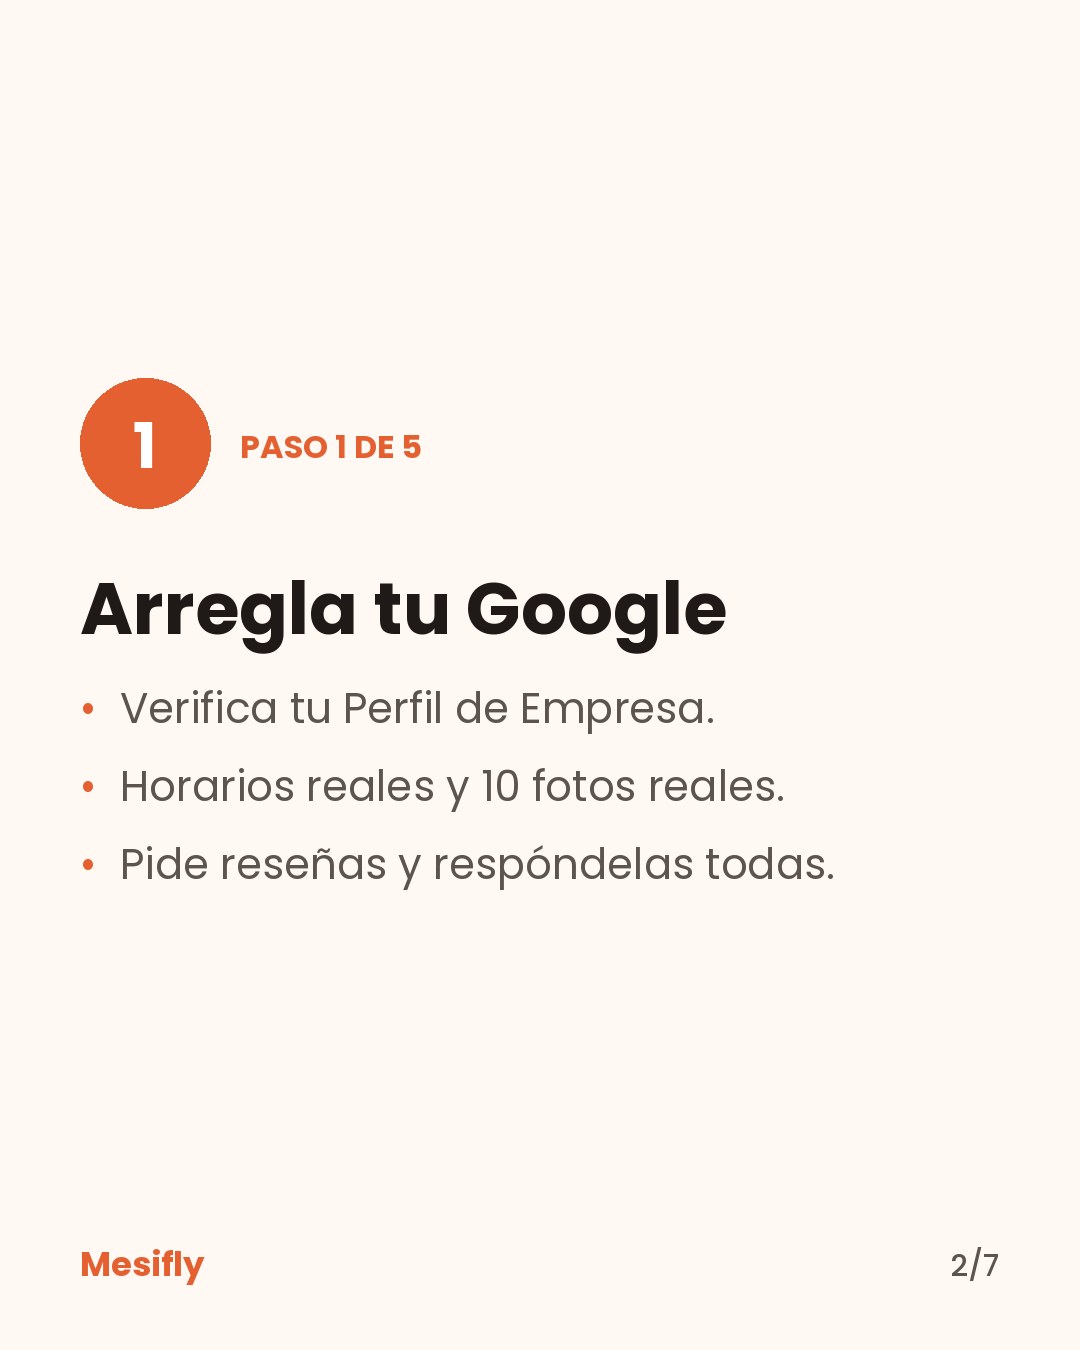 1
PASO 1 DE 5
Arregla tu Google
• Verifica tu Perfil de Empresa.
• Horarios reales y 10 fotos reales.
• Pide reseñas y respóndelas todas.
Mesifly
2/7